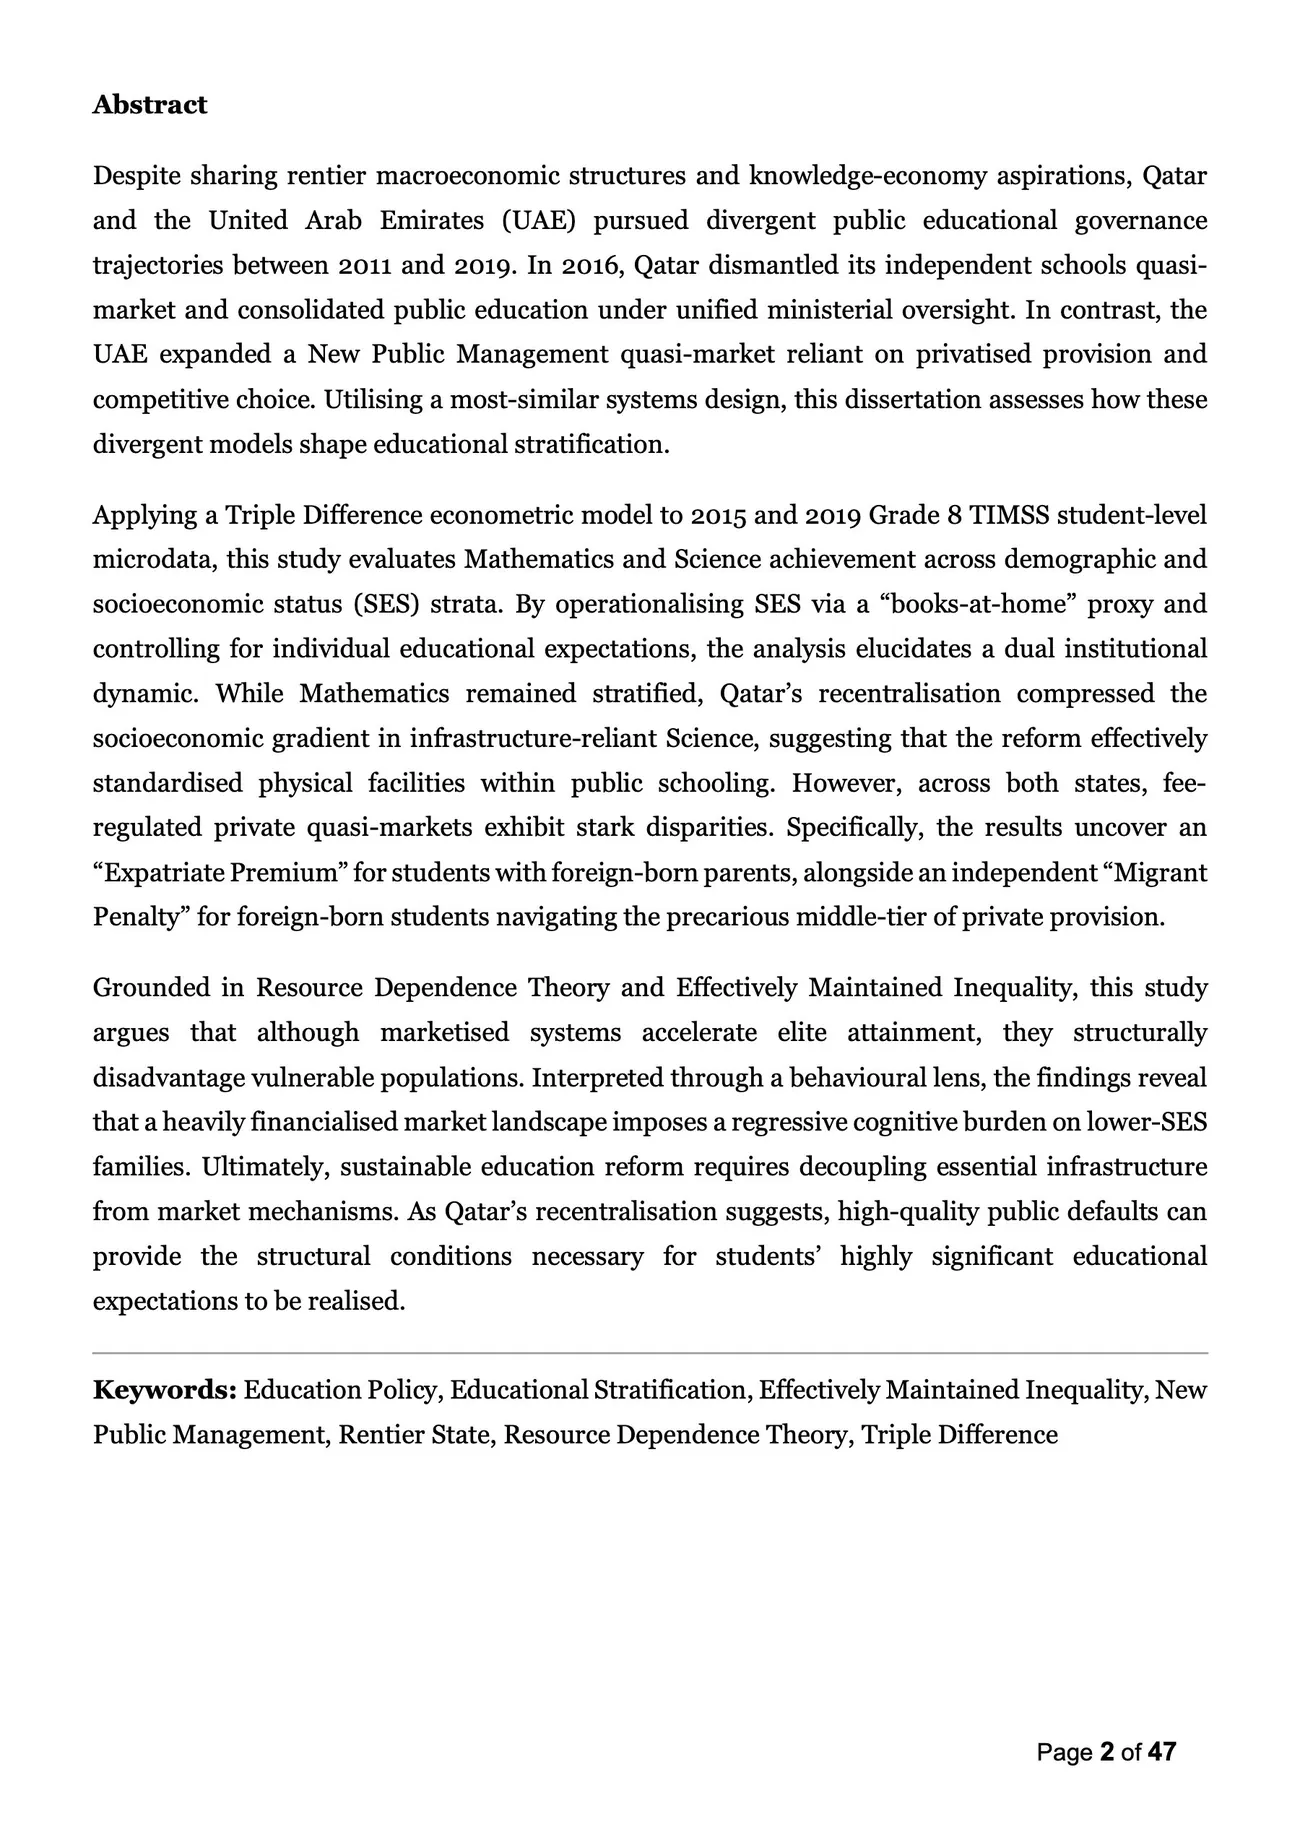 Abstract
Despite sharing rentier macroeconomic structures and knowledge-economy aspirations, Qatar
and the United Arab Emirates (UAE) pursued divergent public educational governance
trajectories between 2011 and 2019. In 2016, Qatar dismantled its independent schools quasi-
market and consolidated public education under unified ministerial oversight. In contrast, the
UAE expanded a New Public Management quasi-market reliant on privatised provision and
competitive choice. Utilising a most-similar systems design, this dissertation assesses how these
divergent models shape educational stratification.
Applying a Triple Difference econometric model to 2015 and 2019 Grade 8 TIMSS student-level
microdata, this study evaluates Mathematics and Science achievement across demographic and
socioeconomic status (SES) strata. By operationalising SES via a “books-at-home” proxy and
controlling for individual educational expectations, the analysis elucidates a dual institutional
dynamic. While Mathematics remained stratified, Qatar’s recentralisation compressed the
socioeconomic gradient in infrastructure-reliant Science, suggesting that the reform effectively
standardised physical facilities within public schooling. However, across both states, fee-
regulated private quasi-markets exhibit stark disparities. Specifically, the results uncover an
“Expatriate Premium” for students with foreign-born parents, alongside an independent “Migrant
Penalty” for foreign-born students navigating the precarious middle-tier of private provision.
Grounded in Resource Dependence Theory and Effectively Maintained Inequality, this study
argues that although marketised systems accelerate elite attainment, they structurally
disadvantage vulnerable populations. Interpreted through a behavioural lens, the findings reveal
that a heavily financialised market landscape imposes a regressive cognitive burden on lower-SES
families. Ultimately, sustainable education reform requires decoupling essential infrastructure
from market mechanisms. As Qatar’s recentralisation suggests, high-quality public defaults can
provide the structural conditions necessary for students’ highly significant educational
expectations to be realised.
Keywords: Education Policy, Educational Stratification, Effectively Maintained Inequality, New
Public Management, Rentier State, Resource Dependence Theory, Triple Difference
Page 2 of 47